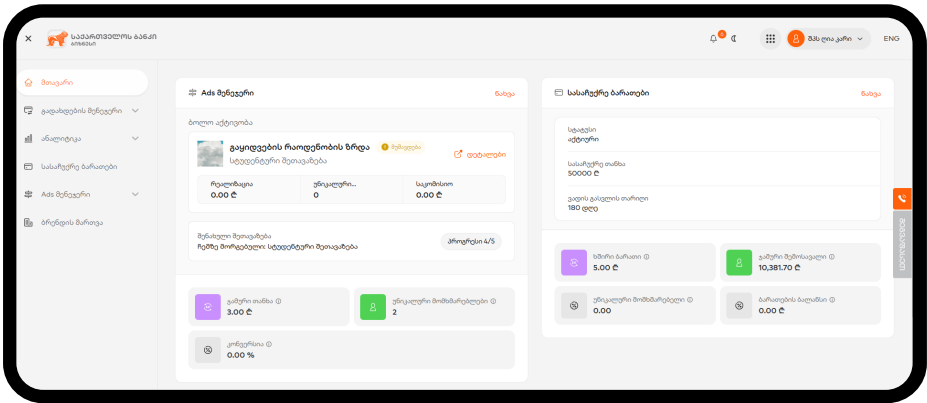 საქართველოს ბანკი
ბიზნესი
შპს ღია კარი
ENG
მთავარი
გადახდების მენეჯერი
ანალიტიკა
სასაჩუქრე ბარათები
Ads მენეჯერი
ბრენდის მართვა
Ads მენეჯერი
ნახვა
ბოლო აქტივობა
გაყიდვების რაოდენობის ზრდა
მუშავდება
სტუდენტური შეთავაზება
დეტალები
რეალიზაცია
უნიკალური...
საკომისიო
0.00 ₾
0
0.00 ₾
შენახული შეთავაზება
ჩემზე მორგებული: სტუდენტური შეთავაზება
პროგრესი 4/5
ჯამური თანხა
3.00 ₾
უნიკალური მომხმარებლები
2
კონვერსია
0.00 %
სასაჩუქრე ბარათები
ნახვა
სტატუსი
აქტიური
სასაჩუქრე თანხა
50000 ₾
ვადის გასვლის თარიღი
180 დღე
ხშირი ბარათი
5.00 ₾
ჯამური შემოსავალი
10,381.70 ₾
უნიკალური მომხმარებელი
0.00
ბარათების ბალანსი
0.00 ₾